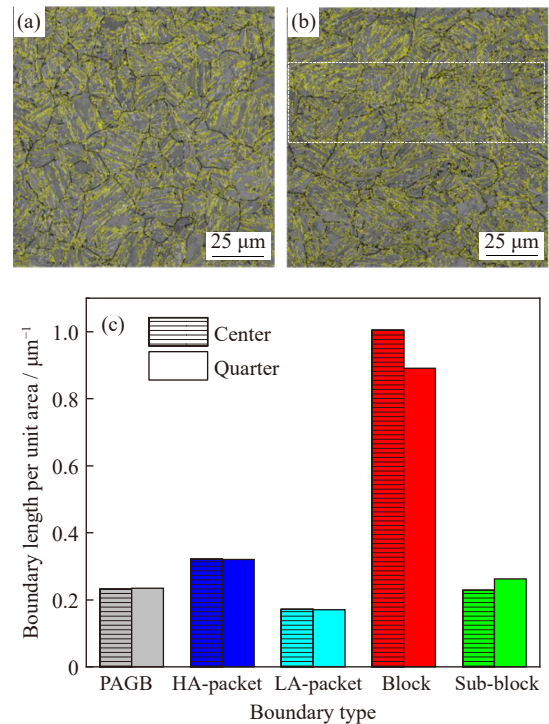 (a)
(b)
25 μm
25 μm
(c)
Center
Quarter
Boundary length per unit area / μm⁻¹
1.0
0.8
0.6
0.4
0.2
0
PAGB HA-packet LA-packet Block Sub-block
Boundary type